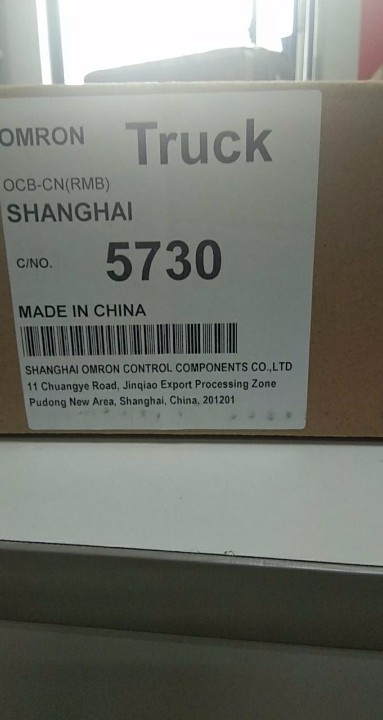 OMRON Truck
OCB-CN(RMB)
SHANGHAI
C/NO. 5730
MADE IN CHINA
SHANGHAI OMRON CONTROL COMPONENTS CO.,LTD
11 Chuangye Road, Jinqiao Export Processing Zone
Pudong New Area, Shanghai, China, 201201